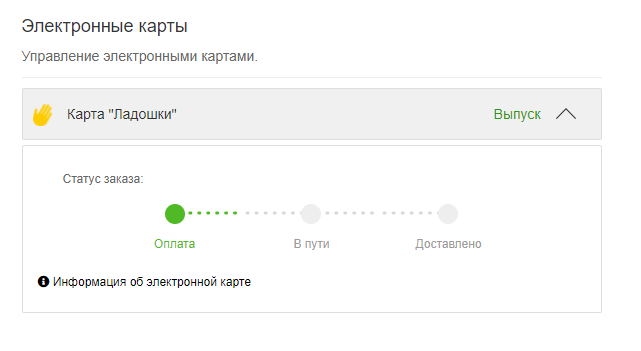 Электронные карты
Управление электронными картами.
Карта "Ладошки"
Выпуск
Статус заказа:
Оплата
В пути
Доставлено
Информация об электронной карте